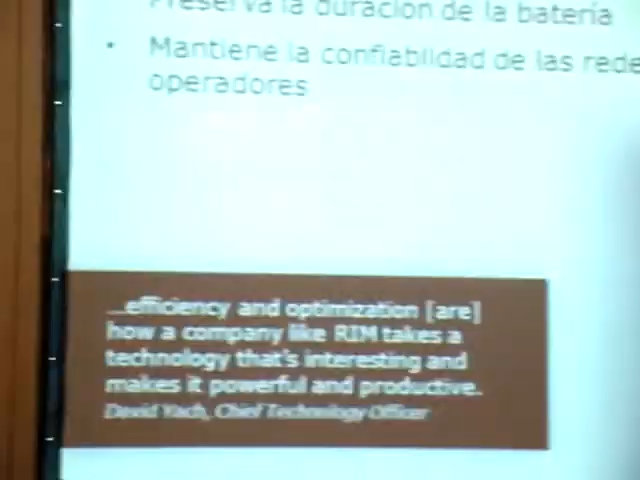 Preserva la duración de la batería
• Mantiene la confiablidad de las rede
operadores
...efficiency and optimization [are]
how a company like RIM takes a
technology that's interesting and
makes it powerful and productive.
David Yach, Chief Technology Officer